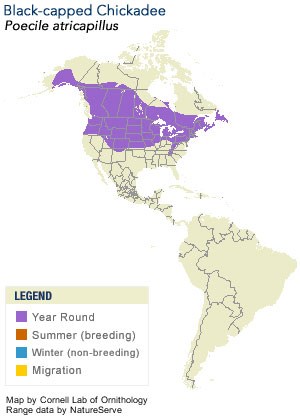 Black-capped Chickadee
Poecile atricapillus
LEGEND
Year Round
Summer (breeding)
Winter (non-breeding)
Migration
Map by Cornell Lab of Ornithology
Range data by NatureServe